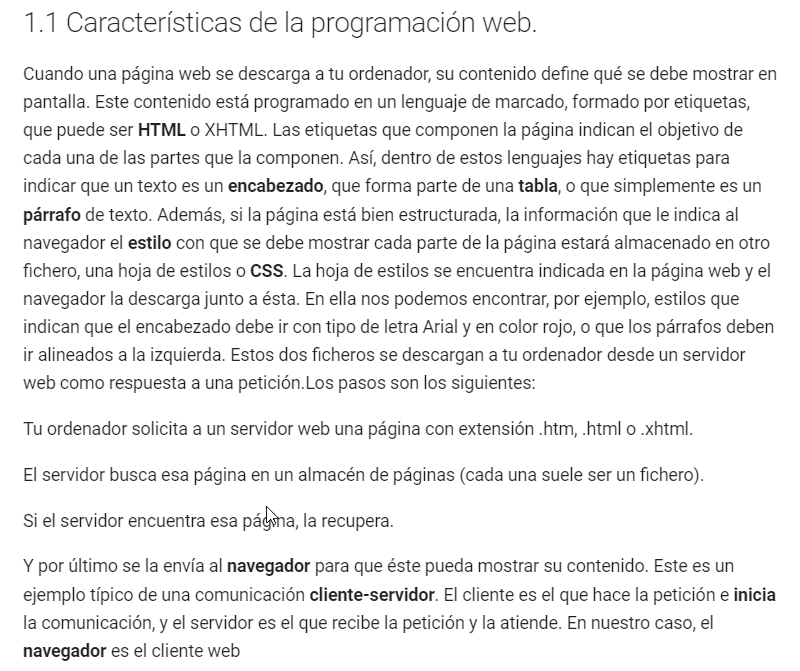 1.1 Características de la programación web.
Cuando una página web se descarga a tu ordenador, su contenido define qué se debe mostrar en
pantalla. Este contenido está programado en un lenguaje de marcado, formado por etiquetas,
que puede ser HTML o XHTML. Las etiquetas que componen la página indican el objetivo de
cada una de las partes que la componen. Así, dentro de estos lenguajes hay etiquetas para
indicar que un texto es un encabezado, que forma parte de una tabla, o que simplemente es un
párrafo de texto. Además, si la página está bien estructurada, la información que le indica al
navegador el estilo con que se debe mostrar cada parte de la página estará almacenado en otro
fichero, una hoja de estilos o CSS. La hoja de estilos se encuentra indicada en la página web y el
navegador la descarga junto a ésta. En ella nos podemos encontrar, por ejemplo, estilos que
indican que el encabezado debe ir con tipo de letra Arial y en color rojo, o que los párrafos deben
ir alineados a la izquierda. Estos dos ficheros se descargan a tu ordenador desde un servidor
web como respuesta a una petición.Los pasos son los siguientes:
Tu ordenador solicita a un servidor web una página con extensión .htm, .html o .xhtml.
El servidor busca esa página en un almacén de páginas (cada una suele ser un fichero).
Si el servidor encuentra esa página, la recupera.
Y por último se la envía al navegador para que éste pueda mostrar su contenido. Este es un
ejemplo típico de una comunicación cliente-servidor. El cliente es el que hace la petición e inicia
la comunicación, y el servidor es el que recibe la petición y la atiende. En nuestro caso, el
navegador es el cliente web